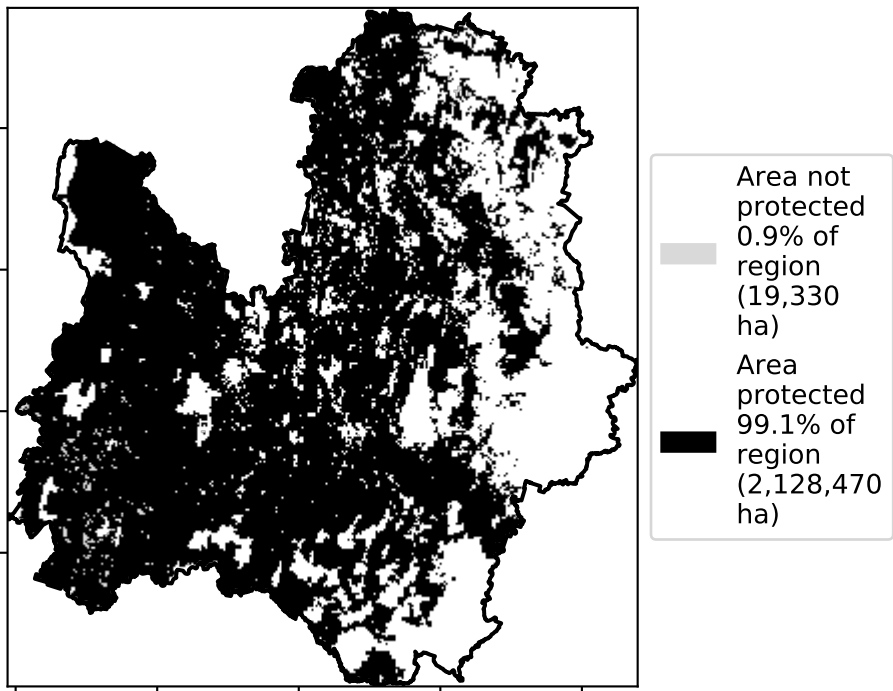 Area not
protected
0.9% of
region
(19,330
ha)
Area
protected
99.1% of
region
(2,128,470
ha)